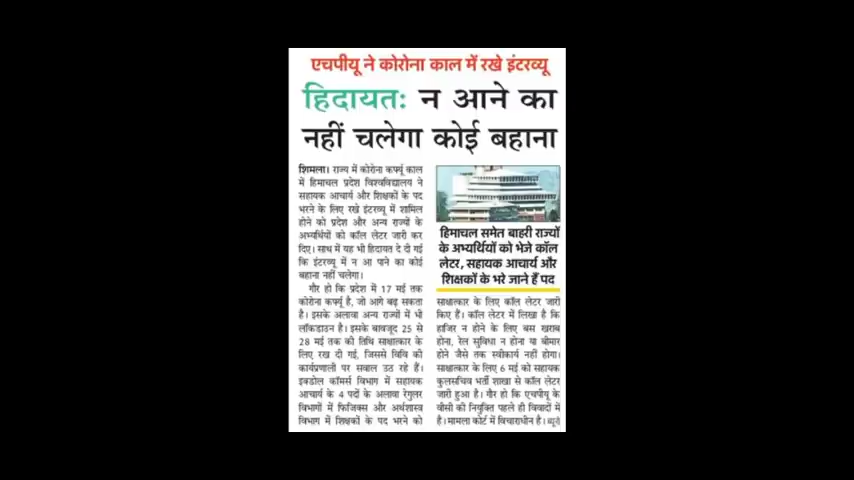 एचपीयू ने कोरोना काल में रखे इंटरव्यू
हिदायतः न आने का
नहीं चलेगा कोई बहाना
शिमला। राज्य में कोरोना कर्फ्यू काल
में हिमाचल प्रदेश विश्वविद्यालय ने
सहायक आचार्य और शिक्षकों के पद
भरने के लिए रखे इंटरव्यू में शामिल
होने को प्रदेश और अन्य राज्यों के
अभ्यर्थियों को कॉल लेटर जारी कर
दिए। साथ में यह भी हिदायत दे दी गई
कि इंटरव्यू में न आ पाने का कोई
बहाना नहीं चलेगा।
गौर हो कि प्रदेश में 17 मई तक
कोरोना कर्फ्यू है, जो आगे बढ़ सकता
है। इसके अलावा अन्य राज्यों में भी
लॉकडाउन है। इसके बावजूद 25 से
28 मई तक की तिथि साक्षात्कार के
लिए रख दी गई, जिससे विवि की
कार्यप्रणाली पर सवाल उठ रहे हैं।
इक्डोल कॉमर्स विभाग में सहायक
आचार्य के 4 पदों के अलावा रेगुलर
विभागों में फिजिक्स और अर्थशास्त्र
विभाग में शिक्षकों के पद भरने को
हिमाचल समेत बाहरी राज्यों
के अभ्यर्थियों को भेजे कॉल
लेटर, सहायक आचार्य और
शिक्षकों के भरे जाने हैं पद
साक्षात्कार के लिए कॉल लेटर जारी
किए हैं। कॉल लेटर में लिखा है कि
हाजिर न होने के लिए बस खराब
होना, रेल सुविधा न होना या बीमार
होने जैसे तक स्वीकार्य नहीं होगा।
साक्षात्कार के लिए 6 मई को सहायक
कुलसचिव भर्ती शाखा से कॉल लेटर
जारी हुआ है। गौर हो कि एचपीयू के
वीसी की नियुक्ति पहले ही विवादों में
है। मामला कोर्ट में विचाराधीन है। ब्यूरो